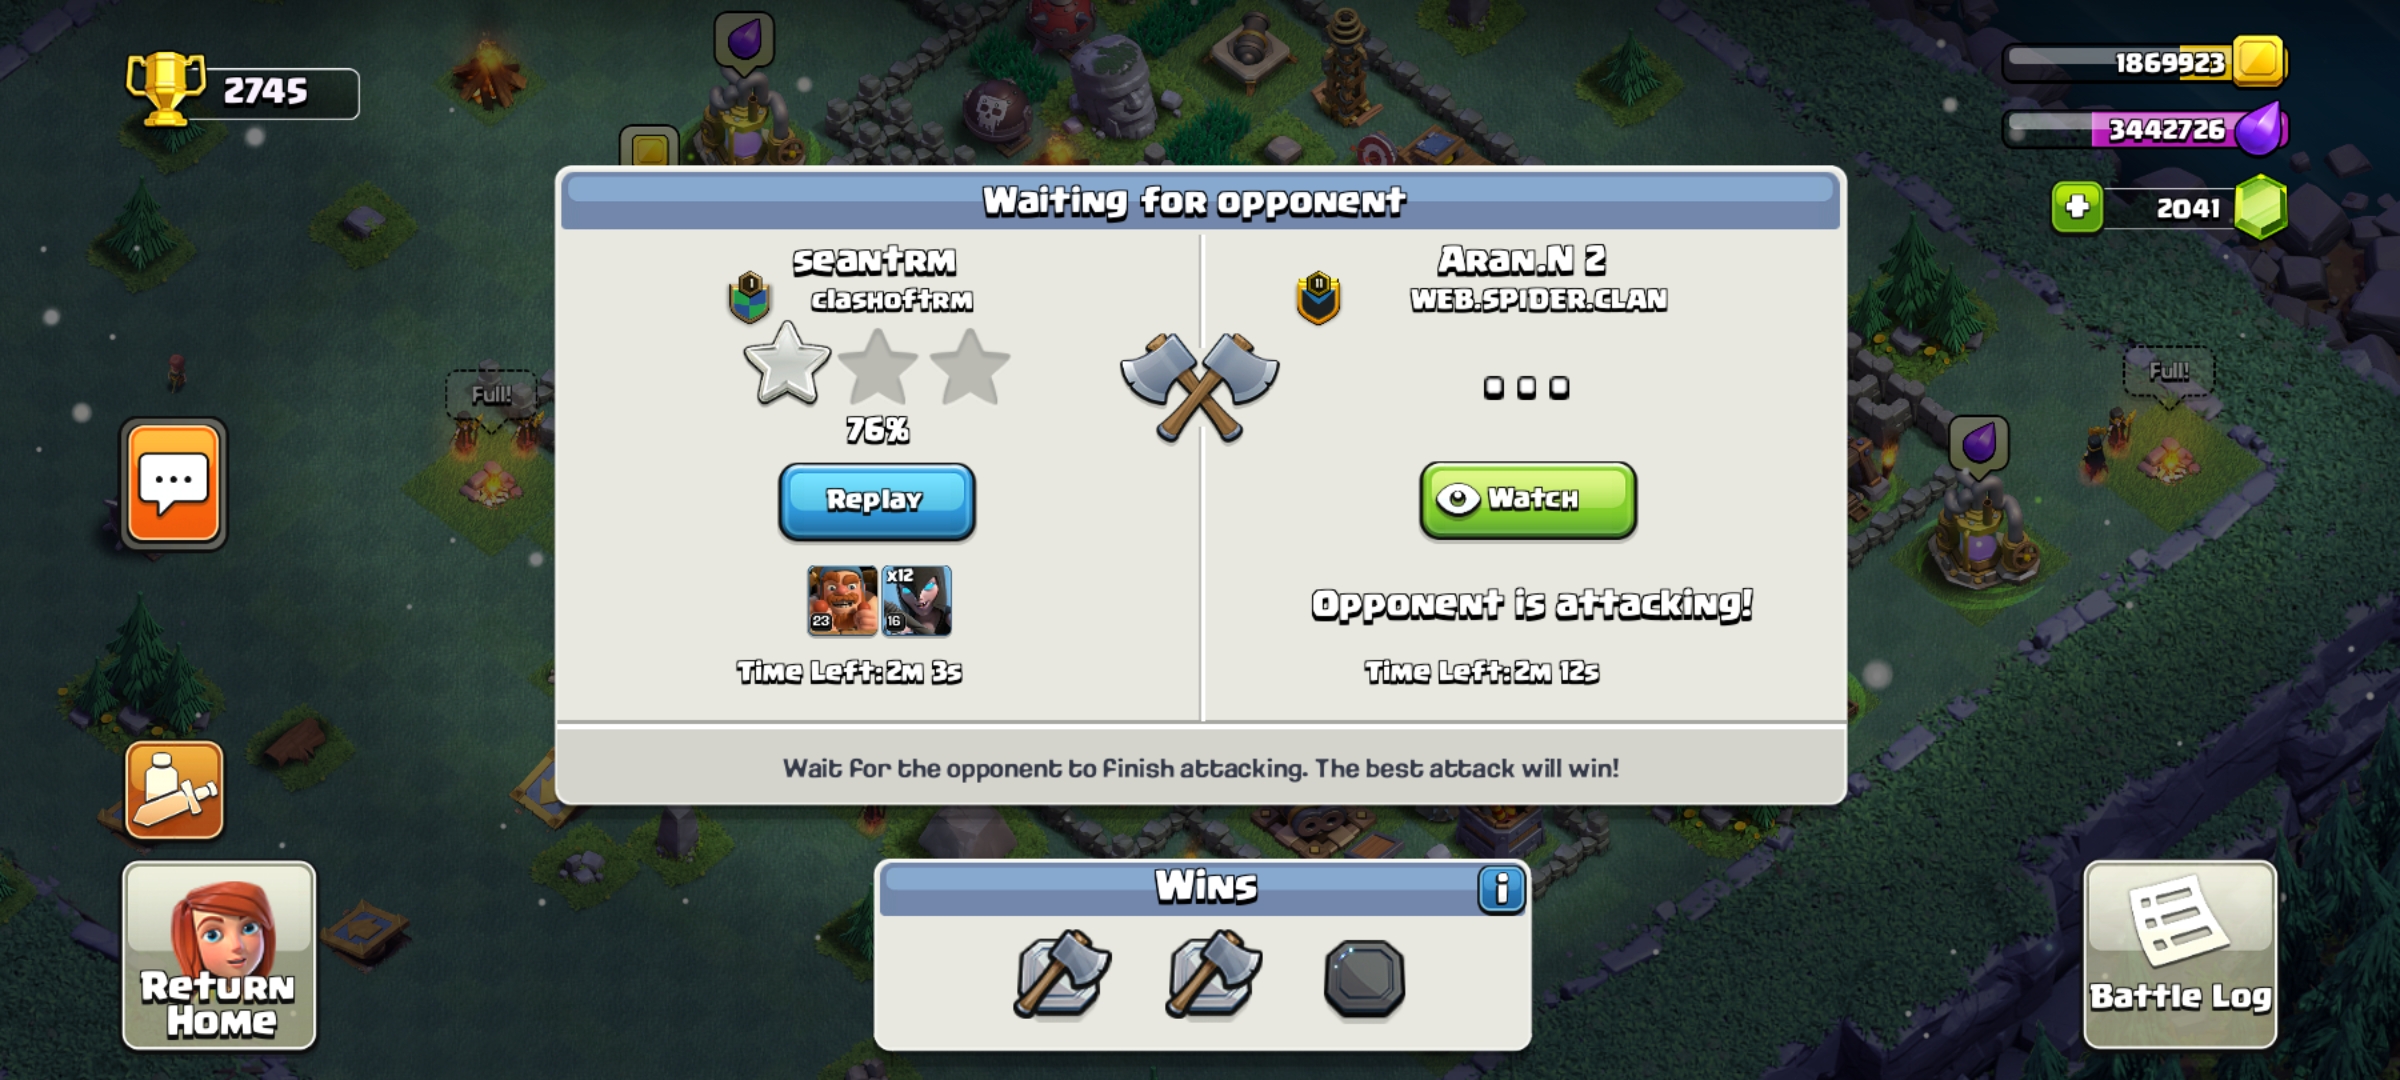 2745
1869923
3442726
2041
Waiting for opponent
seantrm
clashoftrm
76%
Replay
x12
23
16
Time Left: 2m 3s
Aran.N 2
WEB.SPIDER.CLAN
...
Watch
Opponent is attacking!
Time Left: 2m 12s
Wait for the opponent to finish attacking. The best attack will win!
Full!
Full!
Wins
i
Return
Home
Battle Log